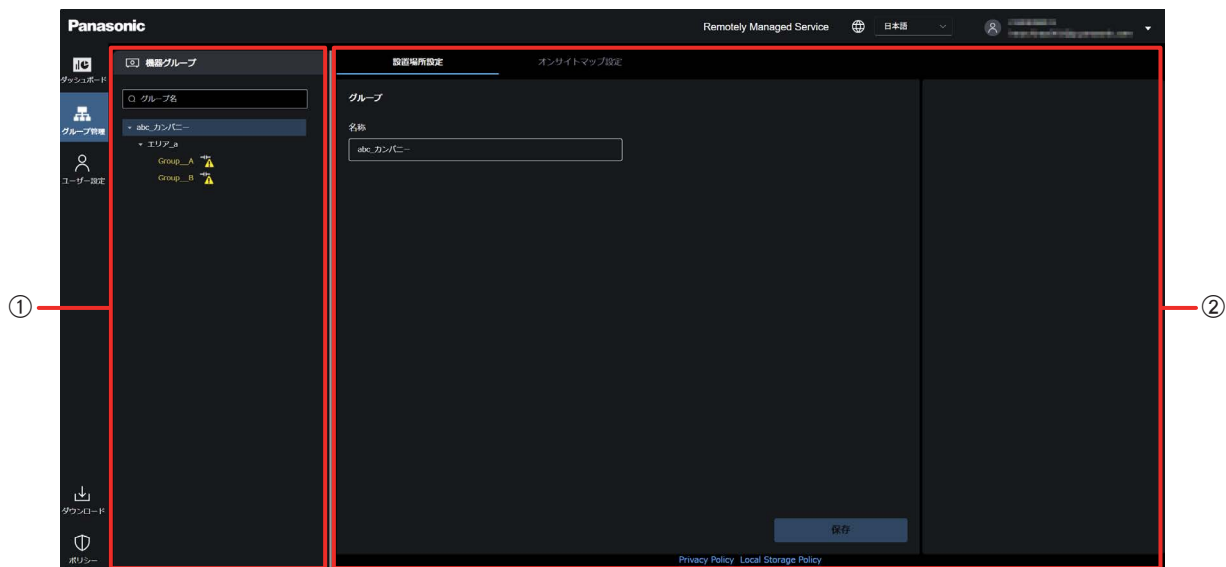 Panasonic
Remotely Managed Service
日本語
ダッシュボード
グループ管理
ユーザー設定
ダウンロード
ポリシー
機器グループ
グループ名
abc_カンパニー
エリア_a
Group__A
Group__B
設置場所設定 オンサイトマップ設定
グループ
名称
abc_カンパニー
保存
Privacy Policy Local Storage Policy
①
②